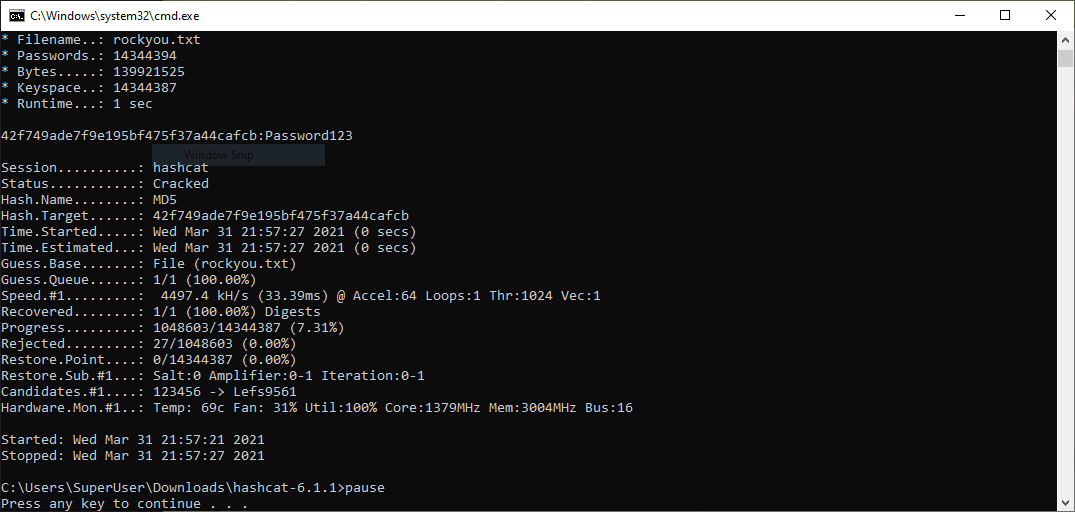 C:\Windows\system32\cmd.exe
* Filename..: rockyou.txt
* Passwords.: 14344394
* Bytes.....: 139921525
* Keyspace..: 14344387
* Runtime...: 1 sec
42f749ade7f9e195bf475f37a44cafcb:Password123
Window Snip
Session..........: hashcat
Status...........: Cracked
Hash.Name........: MD5
Hash.Target......: 42f749ade7f9e195bf475f37a44cafcb
Time.Started.....: Wed Mar 31 21:57:27 2021 (0 secs)
Time.Estimated...: Wed Mar 31 21:57:27 2021 (0 secs)
Guess.Base.......: File (rockyou.txt)
Guess.Queue......: 1/1 (100.00%)
Speed.#1.........:  4497.4 kH/s (33.39ms) @ Accel:64 Loops:1 Thr:1024 Vec:1
Recovered........: 1/1 (100.00%) Digests
Progress.........: 1048603/14344387 (7.31%)
Rejected.........: 27/1048603 (0.00%)
Restore.Point....: 0/14344387 (0.00%)
Restore.Sub.#1...: Salt:0 Amplifier:0-1 Iteration:0-1
Candidates.#1....: 123456 -> Lefs9561
Hardware.Mon.#1..: Temp: 69c Fan: 31% Util:100% Core:1379MHz Mem:3004MHz Bus:16
Started: Wed Mar 31 21:57:21 2021
Stopped: Wed Mar 31 21:57:27 2021
C:\Users\SuperUser\Downloads\hashcat-6.1.1>pause
Press any key to continue . . .